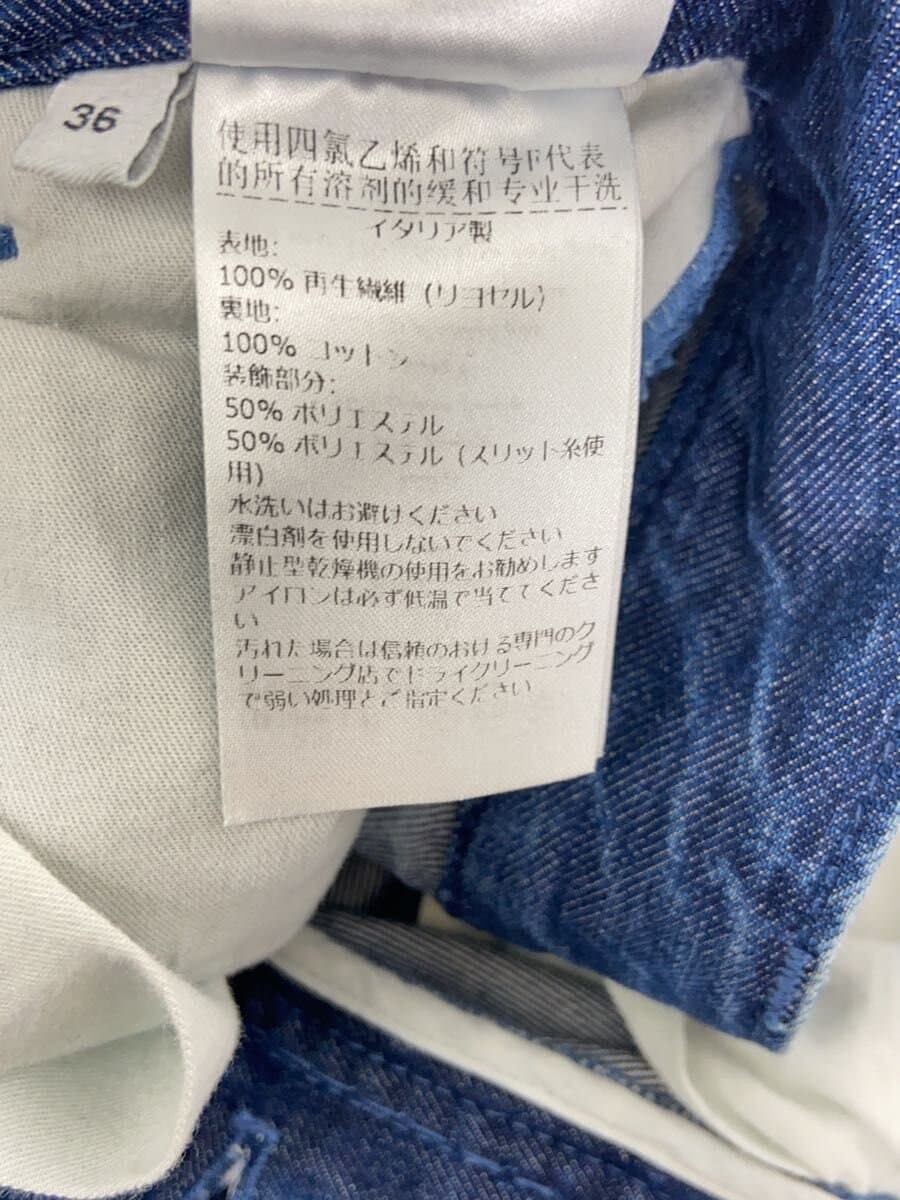 36
使用四氯乙烯和符号F代表
的所有溶剂的缓和专业干洗
イタリア製
表地:
100% 再生繊維 (リヨセル)
裏地:
100% コットン
装飾部分:
50% ポリエステル
50% ポリエステル (スリット糸使
用)
水洗いはお避けください
漂白剤を使用しないでください
静止型乾燥機の使用をお勧めします
アイロンは必ず低温で当ててくださ
い
汚れた場合は信頼のおける専門のク
リーニング店でドライクリーニング
で弱い処理とご指定ください